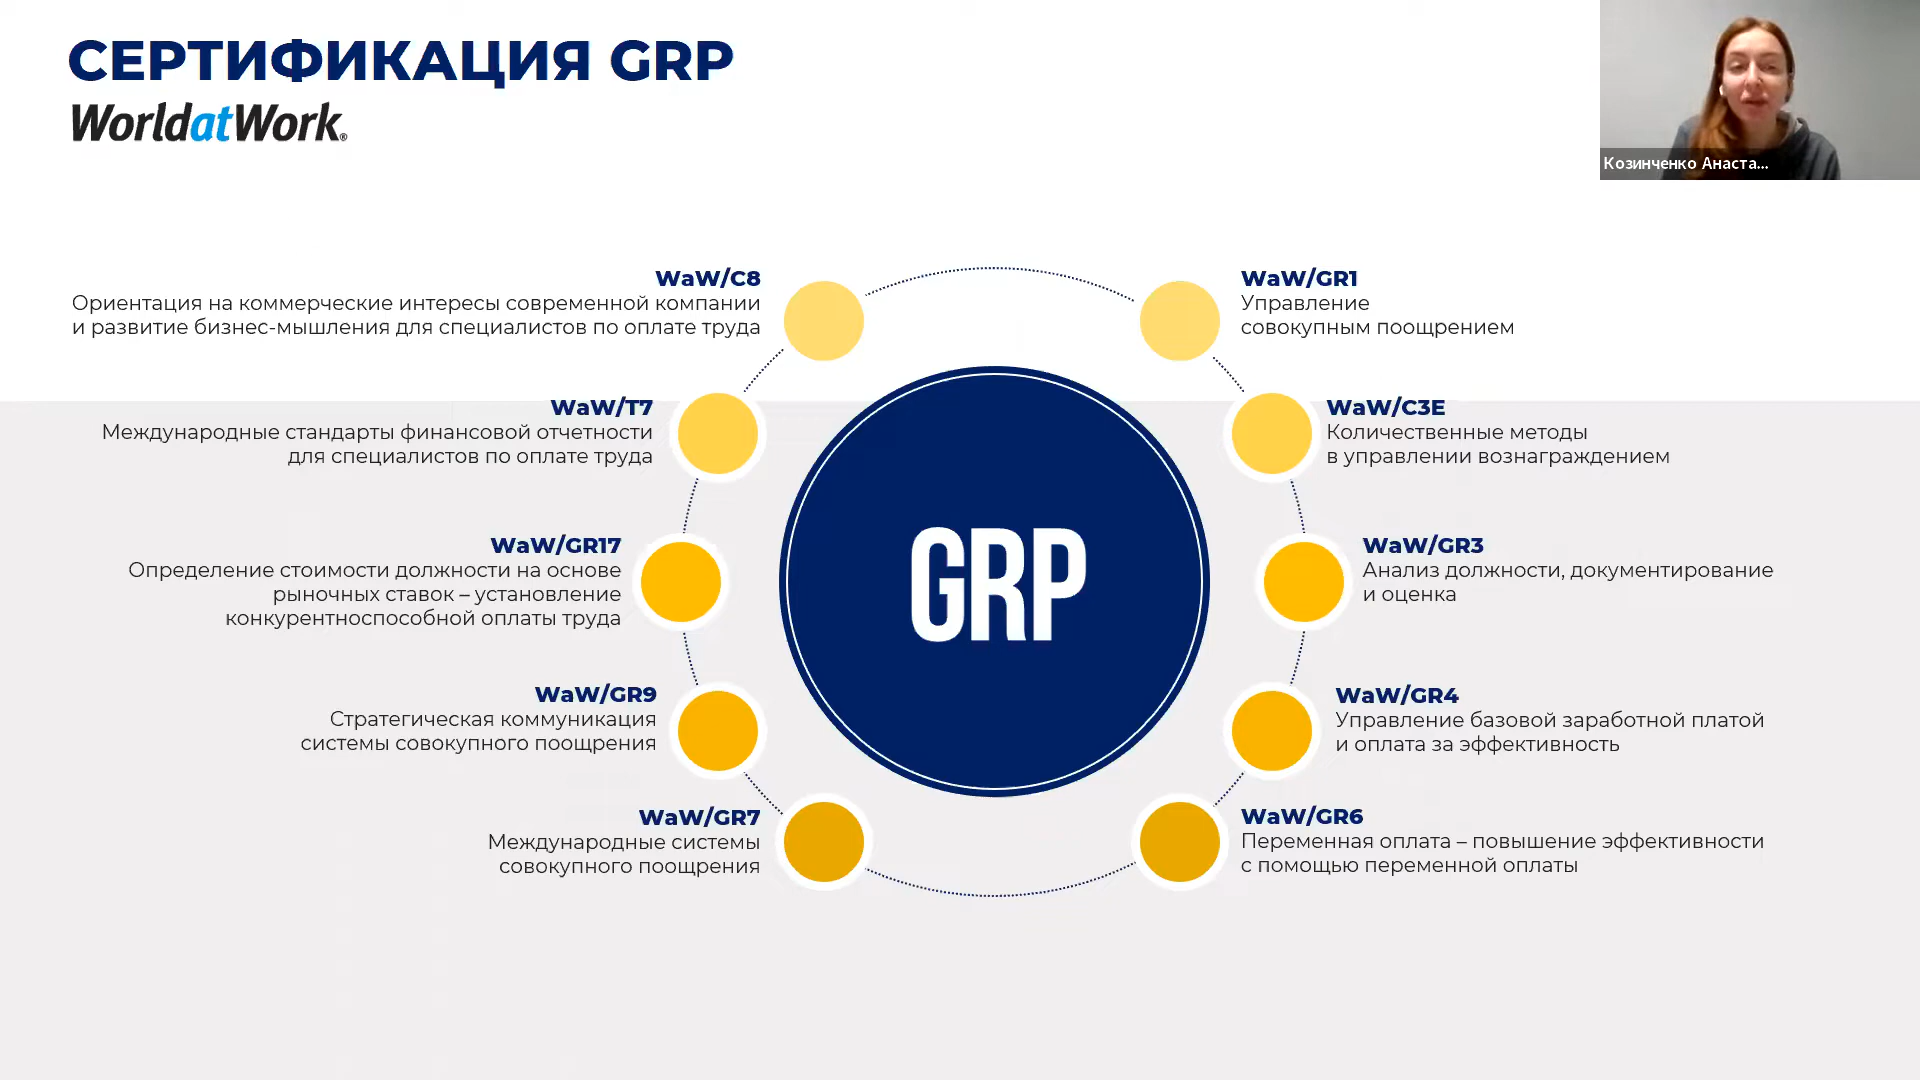 СЕРТИФИКАЦИЯ GRP
WorldatWork®
Козинченко Анаста...
WaW/C8
Ориентация на коммерческие интересы современной компании
и развитие бизнес-мышления для специалистов по оплате труда
WaW/T7
Международные стандарты финансовой отчетности
для специалистов по оплате труда
WaW/GR17
Определение стоимости должности на основе
рыночных ставок – установление
конкурентноспособной оплаты труда
WaW/GR9
Стратегическая коммуникация
системы совокупного поощрения
WaW/GR7
Международные системы
совокупного поощрения
GRP
WaW/GR1
Управление
совокупным поощрением
WaW/C3E
Количественные методы
в управлении вознаграждением
WaW/GR3
Анализ должности, документирование
и оценка
WaW/GR4
Управление базовой заработной платой
и оплата за эффективность
WaW/GR6
Переменная оплата – повышение эффективности
с помощью переменной оплаты